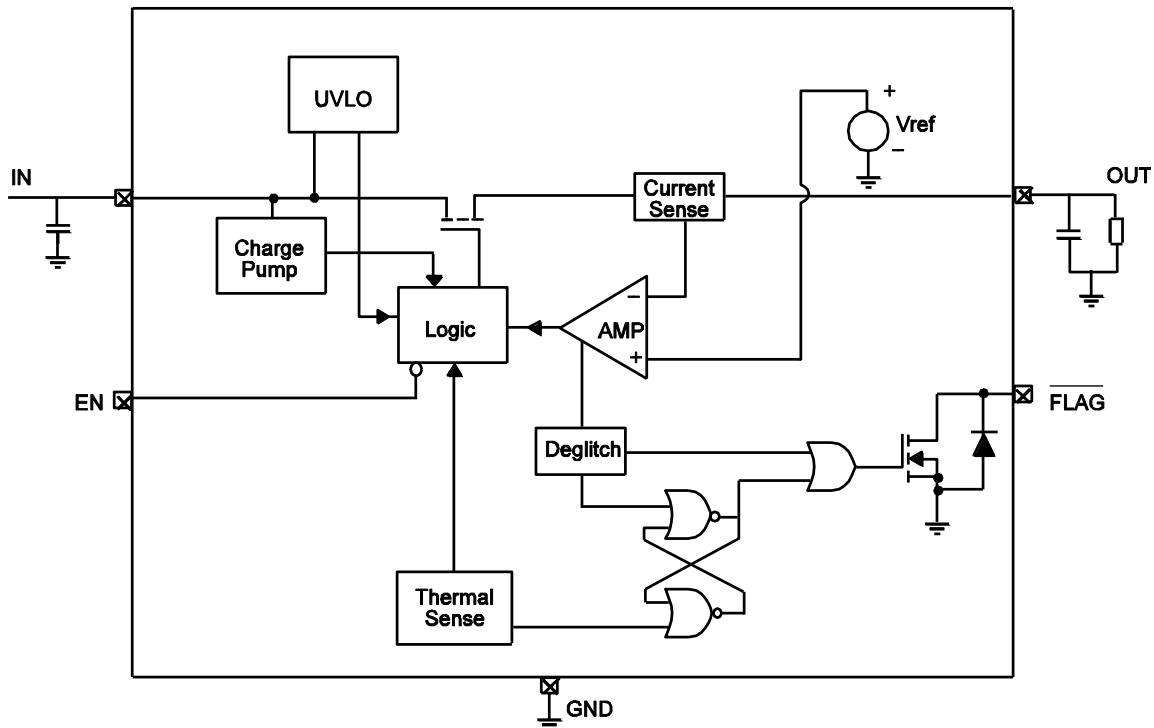 UVLO
+
Vref
−
IN
OUT
Current
Sense
Charge
Pump
−
AMP
+
Logic
EN
FLAG
Deglitch
Thermal
Sense
GND